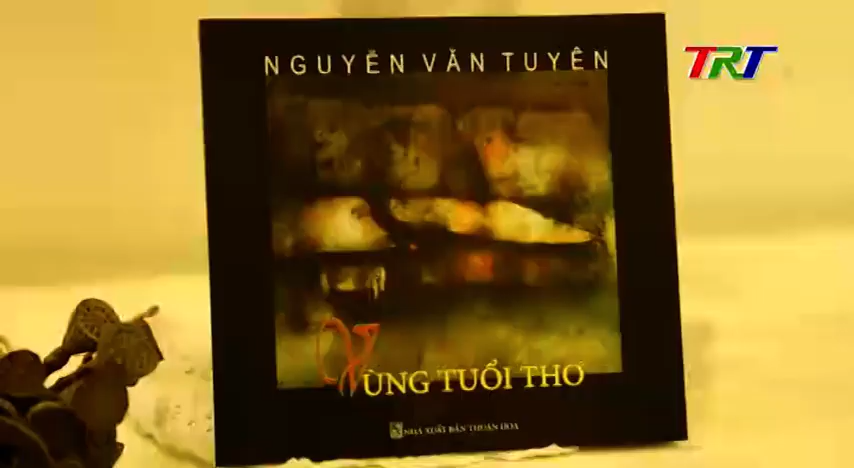 TRT
NGUYỄN VĂN TUYÊN
VÙNG TUỔI THƠ
NHÀ XUẤT BẢN THUẬN HÓA